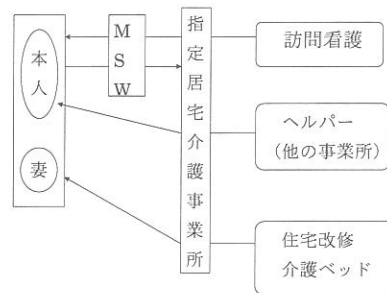 本人
妻
MSW
指定居宅介護事業所
訪問看護
ヘルパー
(他の事業所)
住宅改修
介護ベッド